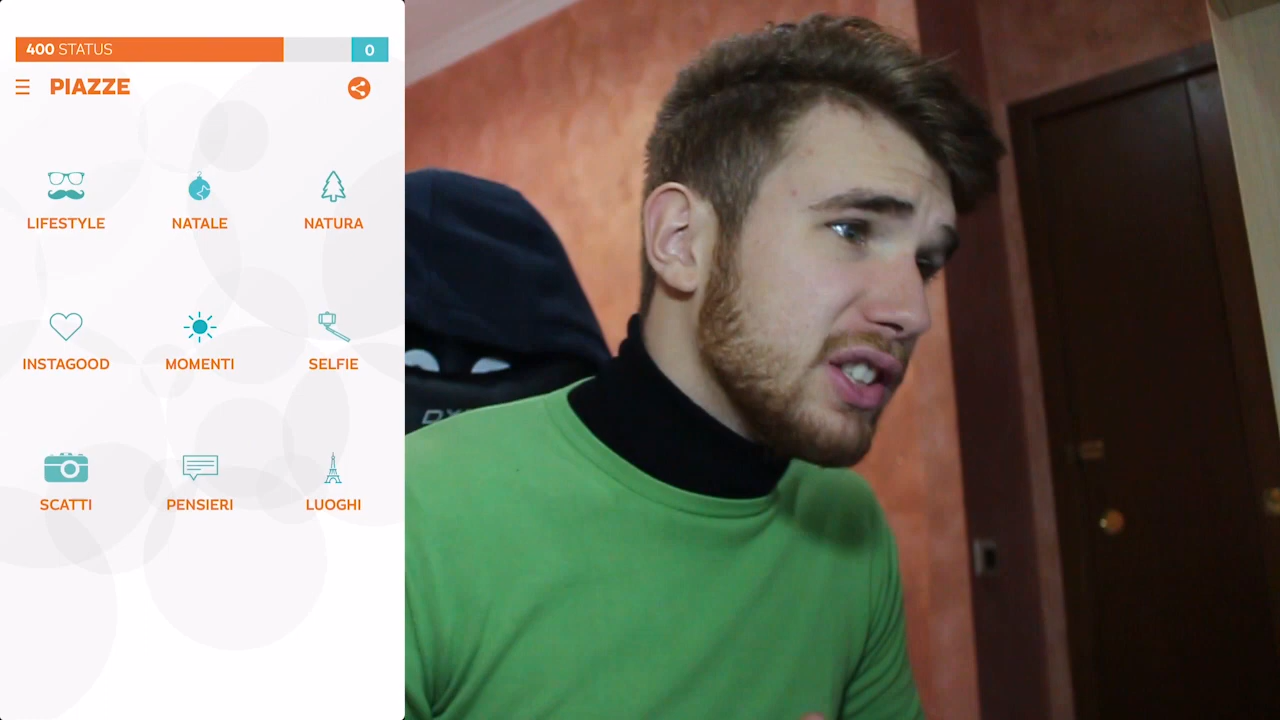 400 STATUS 0
PIAZZE
LIFESTYLE NATALE NATURA
INSTAGOOD MOMENTI SELFIE
SCATTI PENSIERI LUOGHI